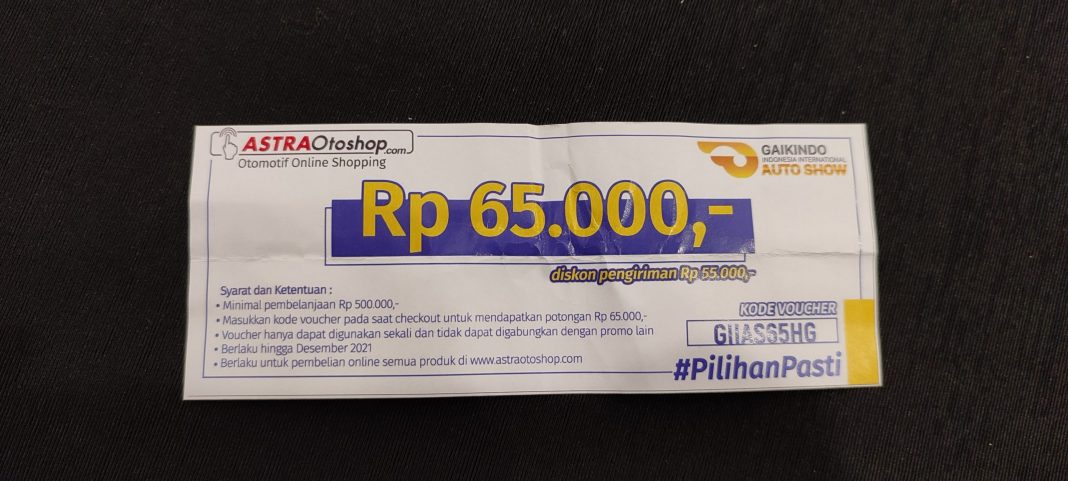 ASTRAOtoshop.com
Otomotif Online Shopping
GAIKINDO
INDONESIA INTERNATIONAL
AUTO SHOW
Rp 65.000,-
diskon pengiriman Rp 55.000,-
Syarat dan Ketentuan :
• Minimal pembelanjaan Rp 500.000,-
• Masukkan kode voucher pada saat checkout untuk mendapatkan potongan Rp 65.000,-
• Voucher hanya dapat digunakan sekali dan tidak dapat digabungkan dengan promo lain
• Berlaku hingga Desember 2021
• Berlaku untuk pembelian online semua produk di www.astraotoshop.com
KODE VOUCHER
GIIAS65HG
#PilihanPasti